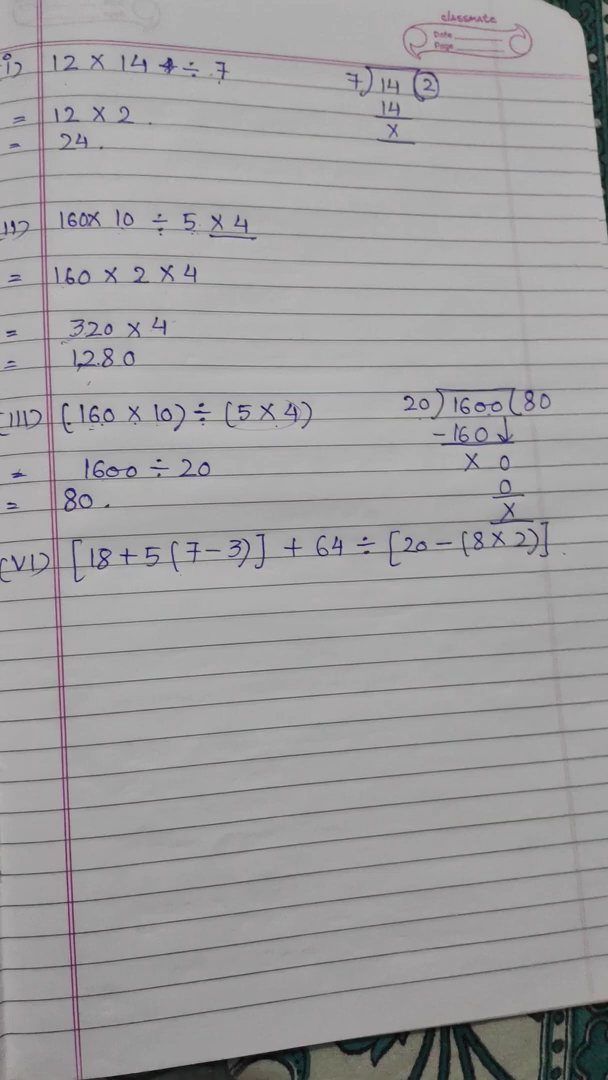 classmate
Date
Page
i) 12 × 14 ÷ 7
7) 14 (2
14
x
= 12 × 2
= 24.
11) 160× 10 ÷ 5 × 4
= 160 × 2 × 4
= 320 × 4
= 1280
(111) (160 × 10) ÷ (5 × 4)
20) 1600 (80
-160↓
x 0
0
x
= 1600 ÷ 20
= 80.
(VI) [18 + 5 (7 - 3)] + 64 ÷ [20 - (8 × 2)]